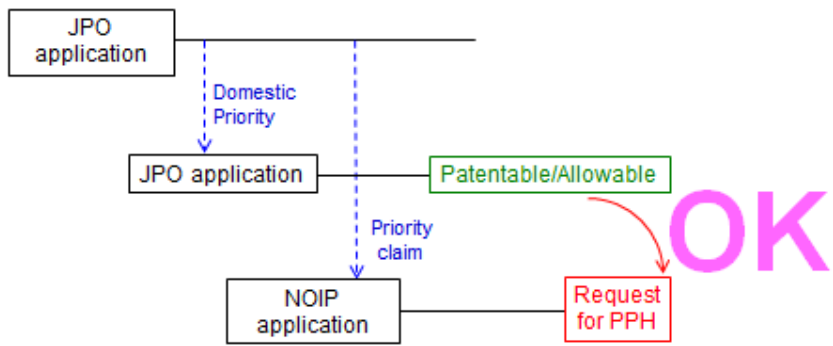 JPO
application
Domestic
Priority
JPO application
Patentable/Allowable
OK
Priority
claim
NOIP
application
Request
for PPH